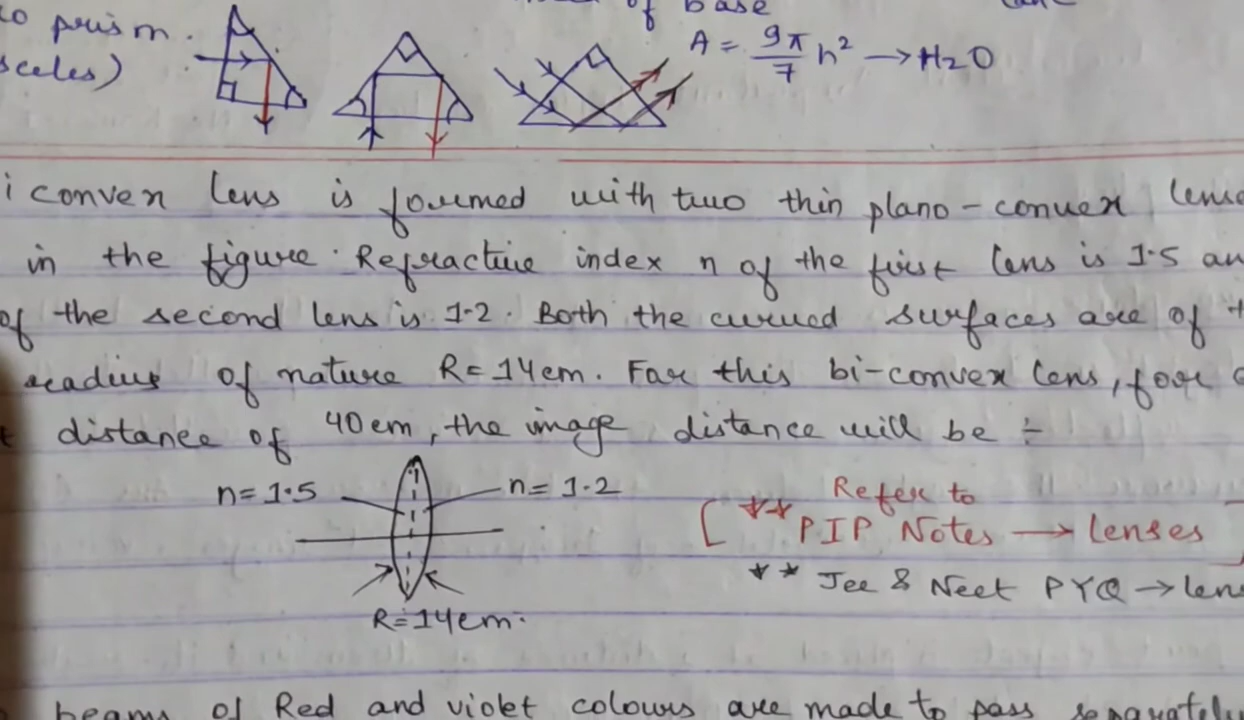 of base
to prism.
sceles)
A = 9π/7 h² → H2O
i convex lens is formed with two thin plano-convex lens
in the figure. Refractive index n of the first lens is 1.5 an
of the second lens is 1.2. Both the curved surfaces are of
radius of nature R=14cm. For this bi-convex lens, for
distance of 40cm, the image distance will be ÷
n=1.5
n=1.2
R=14cm.
[ ** Refer to
PIP Notes → lenses ]
** Jee & Neet PYQ → len
beams of Red and violet colours are made to pass separately